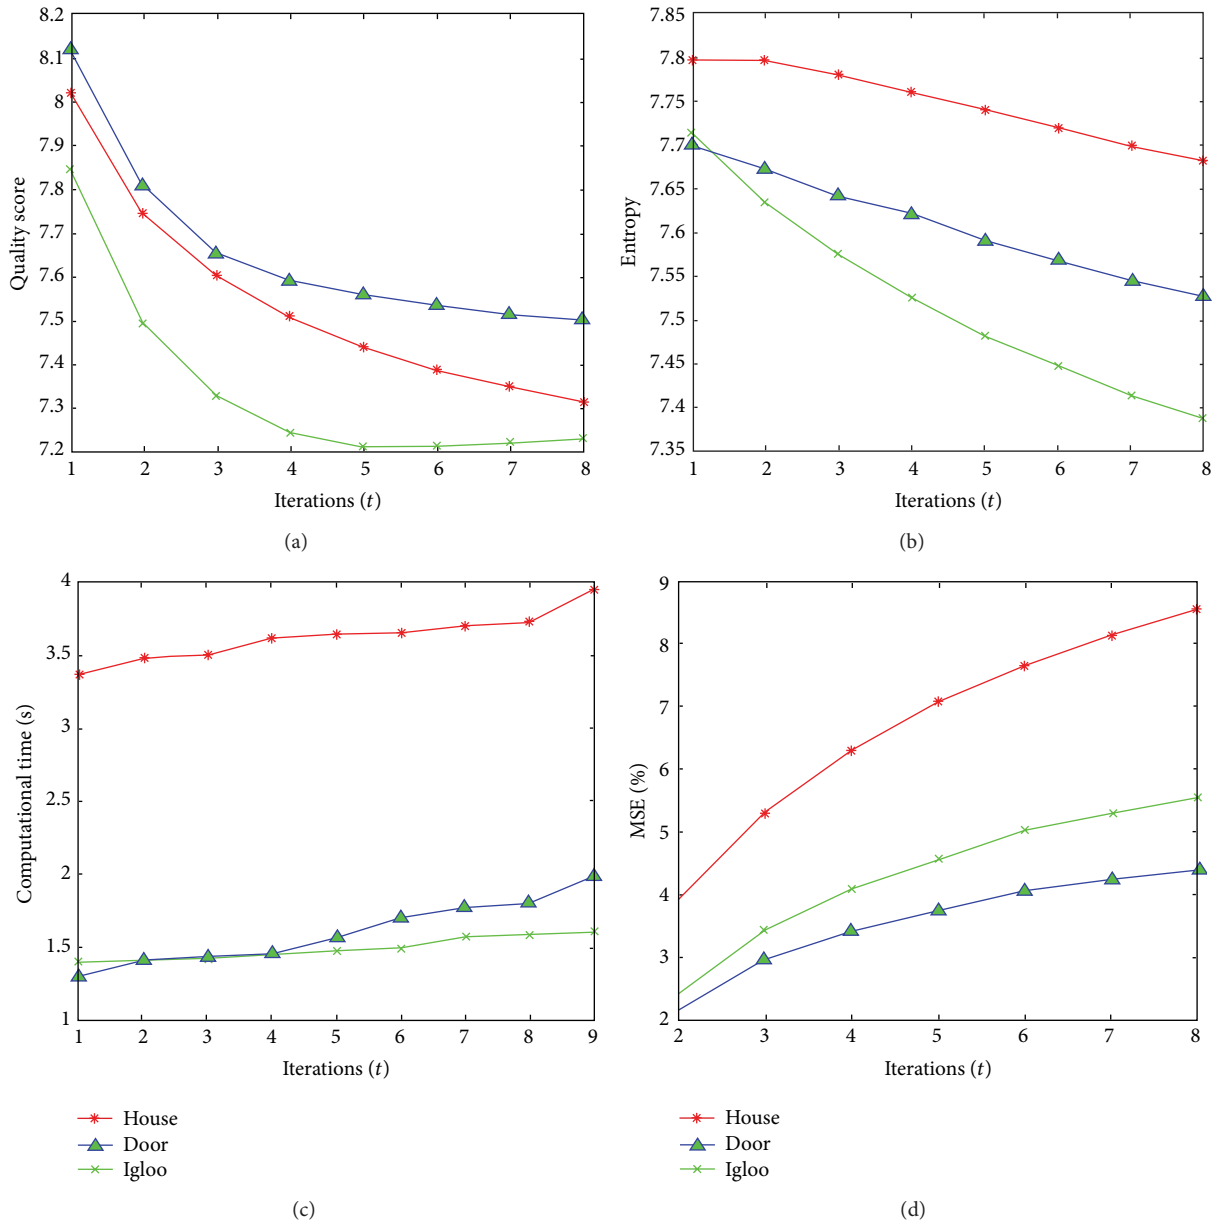 8.2
8.1
8
7.9
7.8
7.7
7.6
7.5
7.4
7.3
7.2
Quality score
1 2 3 4 5 6 7 8
Iterations (t)
(a)
7.85
7.8
7.75
7.7
7.65
7.6
7.55
7.5
7.45
7.4
7.35
Entropy
1 2 3 4 5 6 7 8
Iterations (t)
(b)
4
3.5
3
2.5
2
1.5
1
Computational time (s)
1 2 3 4 5 6 7 8 9
Iterations (t)
House
Door
Igloo
(c)
9
8
7
6
5
4
3
2
MSE (%)
2 3 4 5 6 7 8
Iterations (t)
House
Door
Igloo
(d)